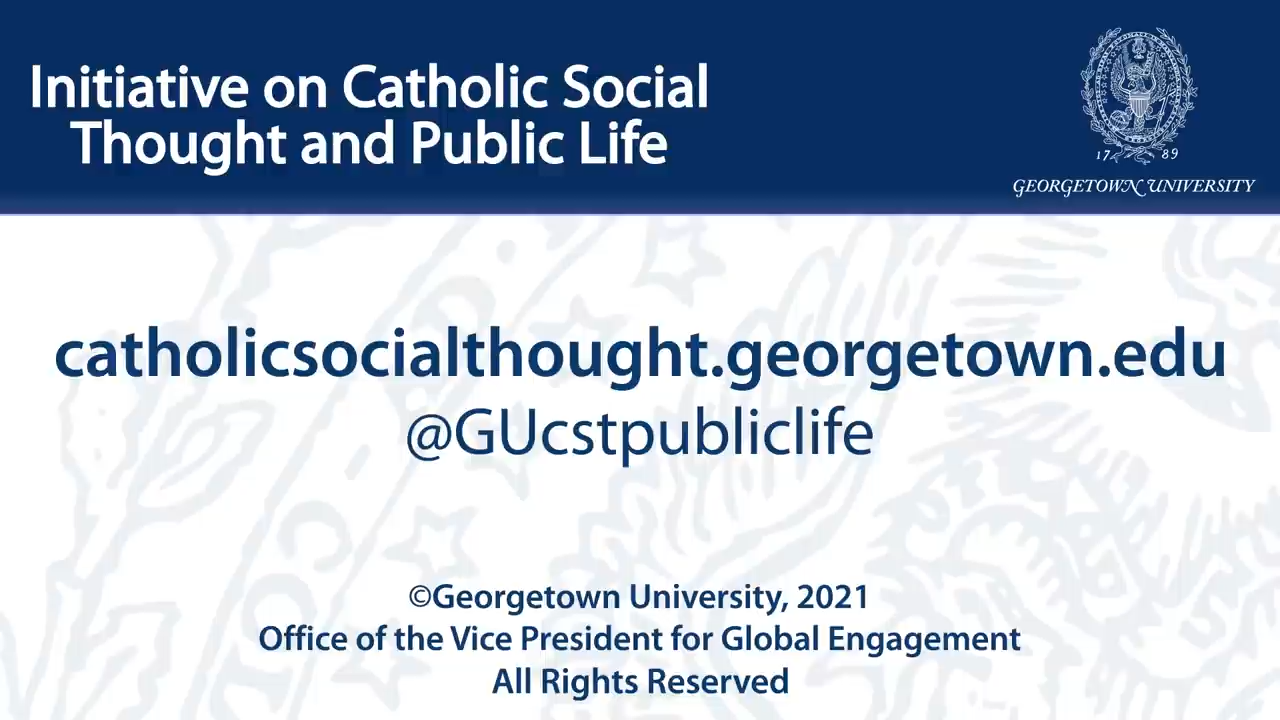 Initiative on Catholic Social
Thought and Public Life
17 89
GEORGETOWN UNIVERSITY
catholicsocialthought.georgetown.edu
@GUcstpubliclife
©Georgetown University, 2021
Office of the Vice President for Global Engagement
All Rights Reserved